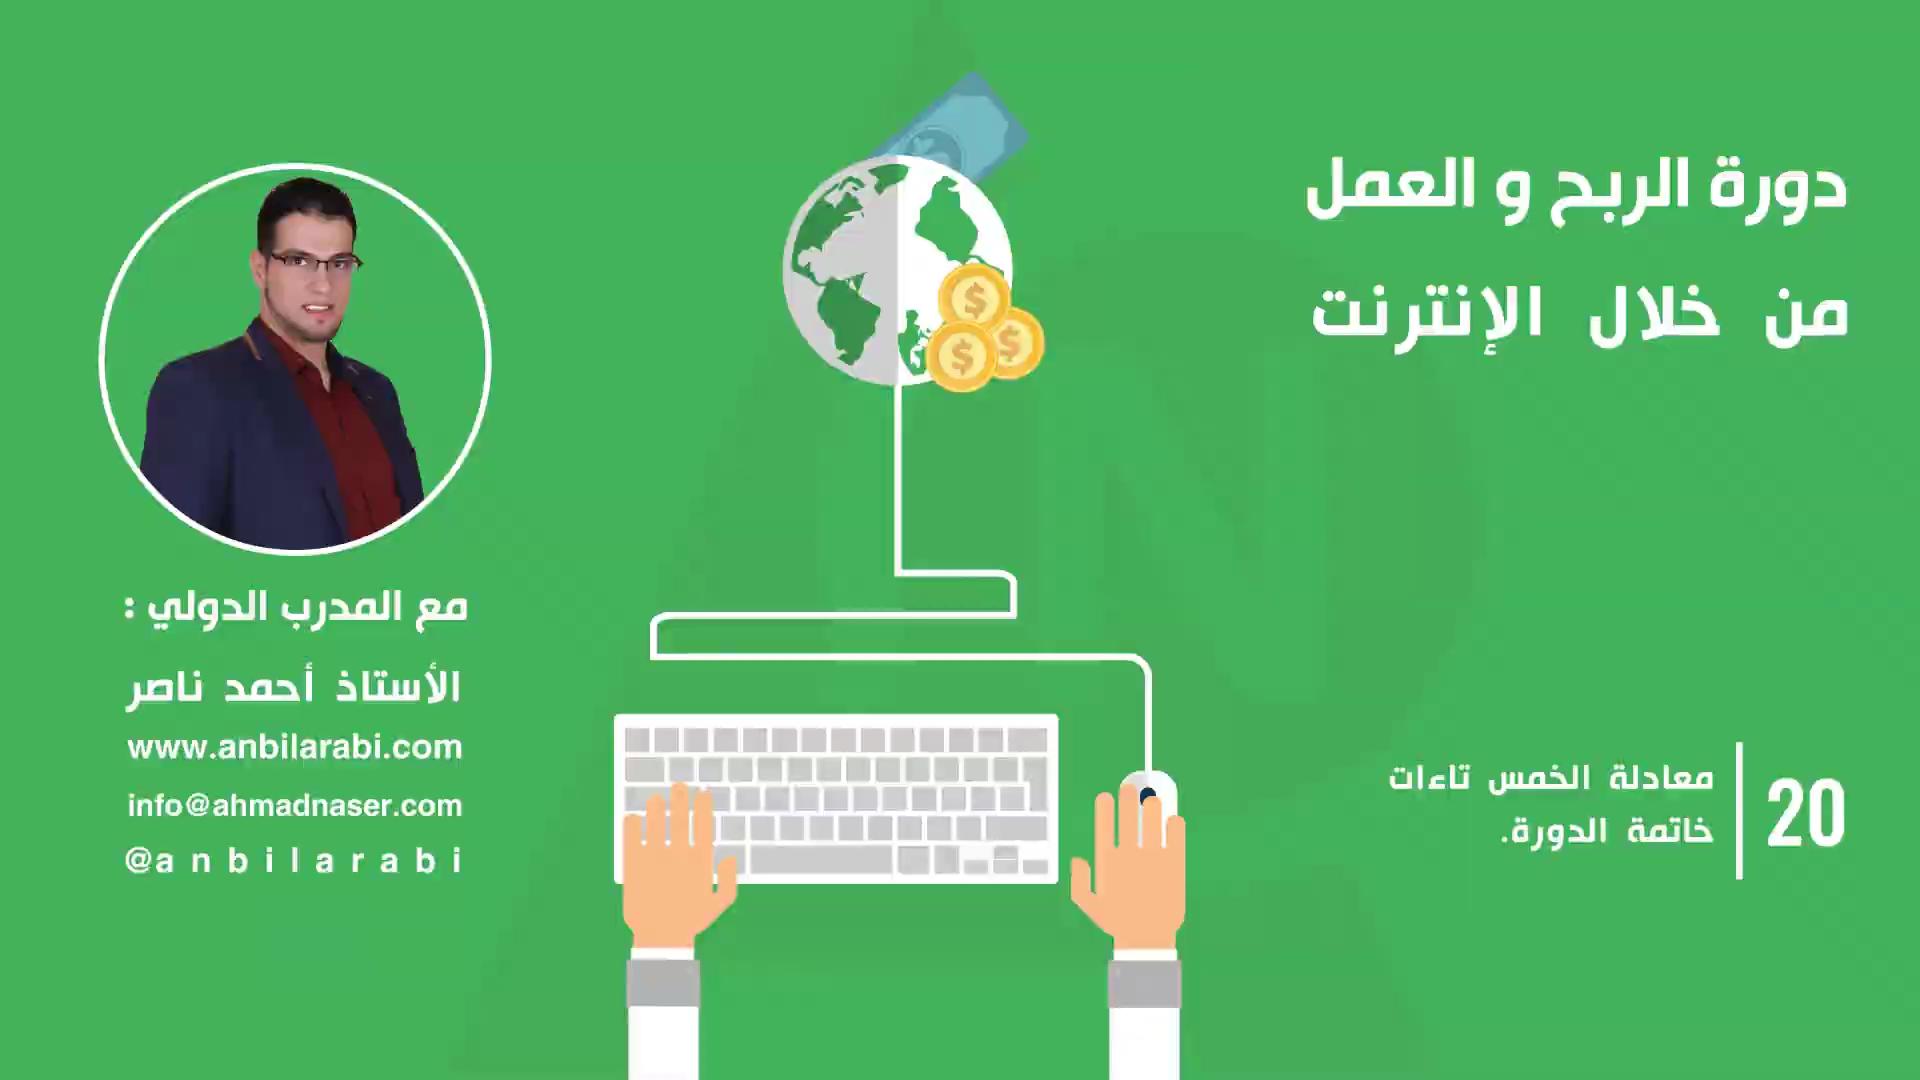 دورة الربح و العمل
من خلال الإنترنت
مع المدرب الدولي :
الأستاذ أحمد ناصر
www.anbilarabi.com
info@ahmadnaser.com
@anbilarabi
20
معادلة الخمس تاءات
خاتمة الدورة.